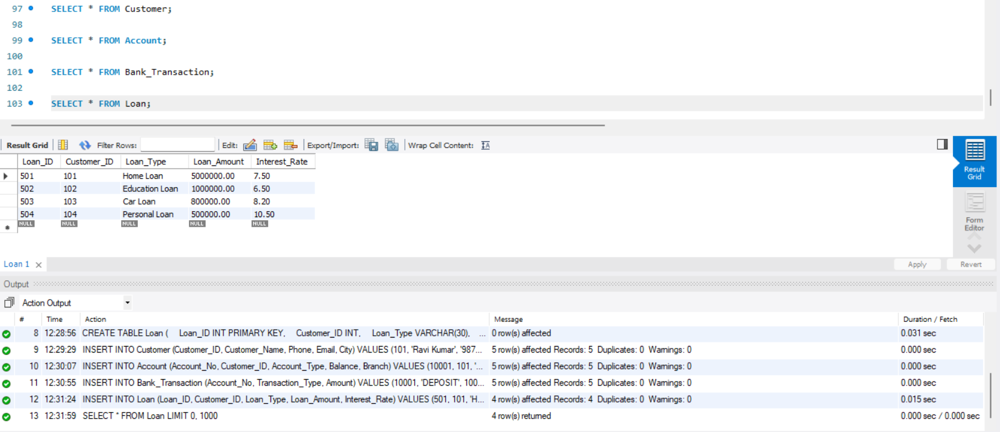 97 SELECT * FROM Customer;
98
99 SELECT * FROM Account;
100
101 SELECT * FROM Bank_Transaction;
102
103 SELECT * FROM Loan;
Result Grid Filter Rows: Edit: Export/Import: Wrap Cell Content: IA
Loan_ID Customer_ID Loan_Type Loan_Amount Interest_Rate
501 101 Home Loan 5000000.00 7.50
502 102 Education Loan 1000000.00 6.50
503 103 Car Loan 800000.00 8.20
504 104 Personal Loan 500000.00 10.50
NULL NULL NULL NULL NULL
Result
Grid
Form
Editor
Loan 1 Apply Revert
Output
Action Output
# Time Action Message Duration / Fetch
8 12:28:56 CREATE TABLE Loan ( Loan_ID INT PRIMARY KEY, Customer_ID INT, Loan_Type VARCHAR(30), ... 0 row(s) affected 0.031 sec
9 12:29:29 INSERT INTO Customer (Customer_ID, Customer_Name, Phone, Email, City) VALUES (101, 'Ravi Kumar', '987... 5 row(s) affected Records: 5 Duplicates: 0 Warnings: 0 0.000 sec
10 12:30:07 INSERT INTO Account (Account_No, Customer_ID, Account_Type, Balance, Branch) VALUES (10001, 101, '... 5 row(s) affected Records: 5 Duplicates: 0 Warnings: 0 0.000 sec
11 12:30:55 INSERT INTO Bank_Transaction (Account_No, Transaction_Type, Amount) VALUES (10001, 'DEPOSIT', 100... 5 row(s) affected Records: 5 Duplicates: 0 Warnings: 0 0.000 sec
12 12:31:24 INSERT INTO Loan (Loan_ID, Customer_ID, Loan_Type, Loan_Amount, Interest_Rate) VALUES (501, 101, 'H... 4 row(s) affected Records: 4 Duplicates: 0 Warnings: 0 0.015 sec
13 12:31:59 SELECT * FROM Loan LIMIT 0, 1000 4 row(s) returned 0.000 sec / 0.000 sec